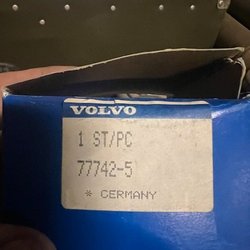 VOLVO
1 ST/PC
77742-5
* GERMANY